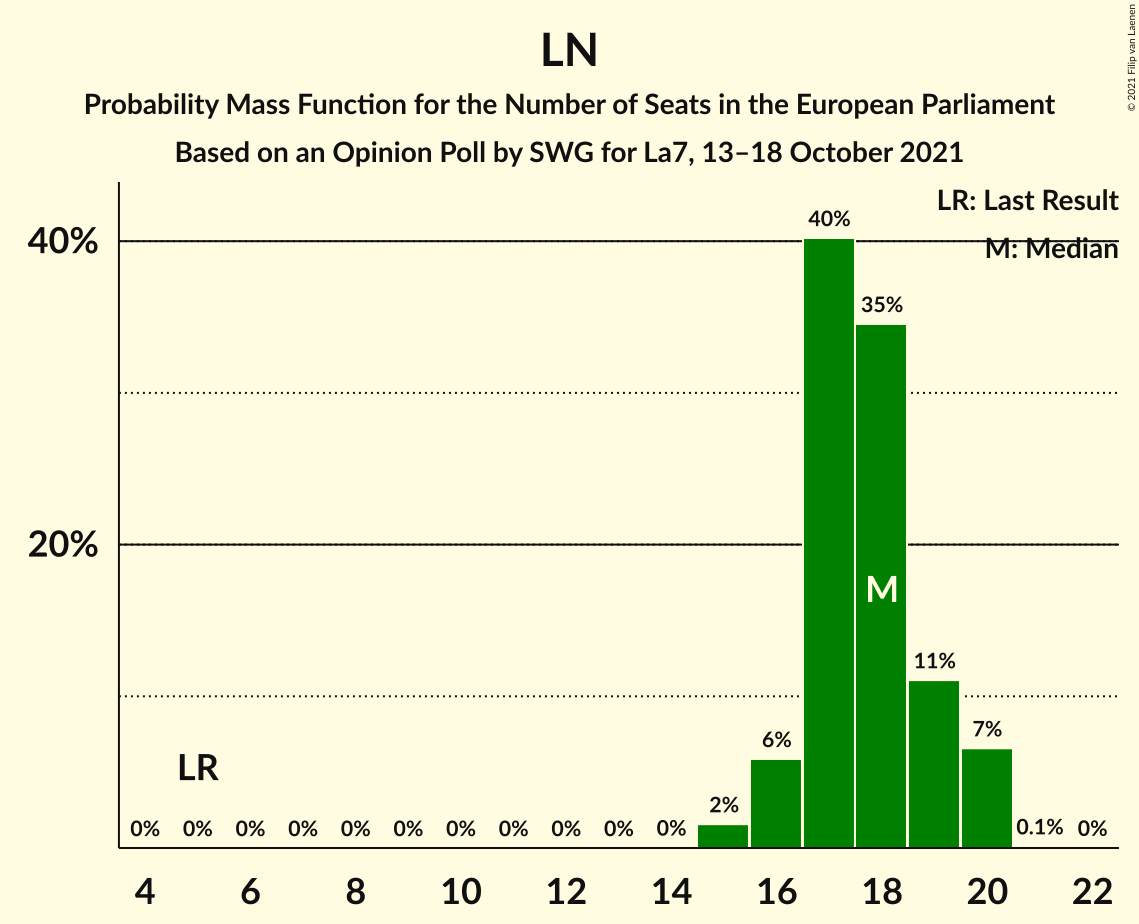 LN
Probability Mass Function for the Number of Seats in the European Parliament
Based on an Opinion Poll by SWG for La7, 13–18 October 2021
© 2021 Filip van Laenen
LR: Last Result
M: Median
40%
20%
40%
35%
M
11%
7%
6%
2%
LR
0% 0% 0% 0% 0% 0% 0% 0% 0% 0% 0% 0.1% 0%
4 6 8 10 12 14 16 18 20 22